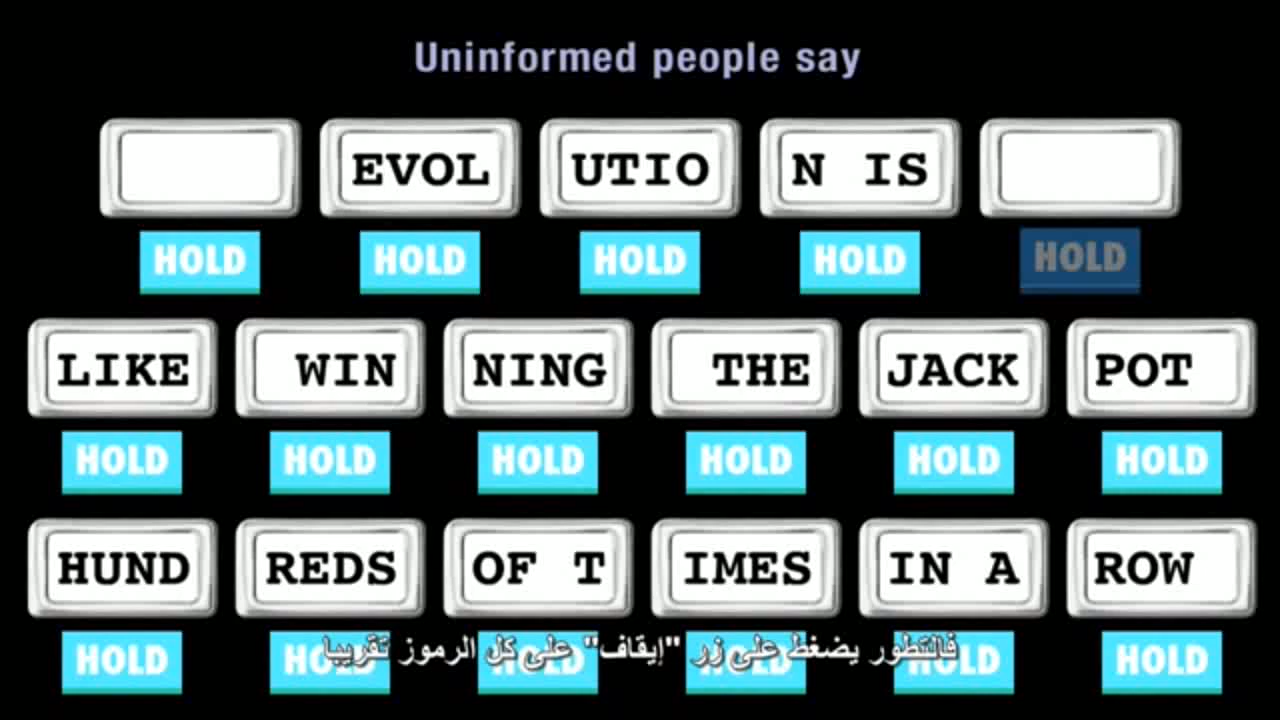 Uninformed people say
EVOL UTIO N IS
HOLD HOLD HOLD HOLD HOLD
LIKE WIN NING THE JACK POT
HOLD HOLD HOLD HOLD HOLD HOLD
HUND REDS OF T IMES IN A ROW
HOLD HOLD HOLD HOLD HOLD HOLD
فالتطور يضغط على زر "إيقاف" على كل الرموز تقريبا